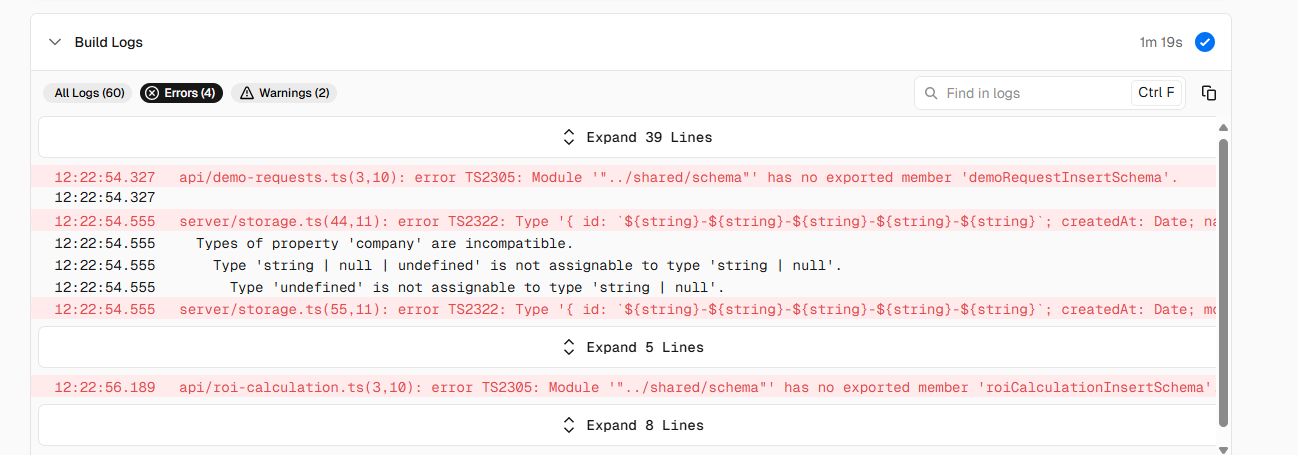 Build Logs
1m 19s
All Logs (60)
Errors (4)
Warnings (2)
Find in logs
Ctrl F
Expand 39 Lines
12:22:54.327 api/demo-requests.ts(3,10): error TS2305: Module '"../shared/schema"' has no exported member 'demoRequestInsertSchema'.
12:22:54.327
12:22:54.555 server/storage.ts(44,11): error TS2322: Type '{ id: `${string}-${string}-${string}-${string}-${string}`; createdAt: Date; na
12:22:54.555 Types of property 'company' are incompatible.
12:22:54.555 Type 'string | null | undefined' is not assignable to type 'string | null'.
12:22:54.555 Type 'undefined' is not assignable to type 'string | null'.
12:22:54.555 server/storage.ts(55,11): error TS2322: Type '{ id: `${string}-${string}-${string}-${string}-${string}`; createdAt: Date; mo
Expand 5 Lines
12:22:56.189 api/roi-calculation.ts(3,10): error TS2305: Module '"../shared/schema"' has no exported member 'roiCalculationInsertSchema'
Expand 8 Lines